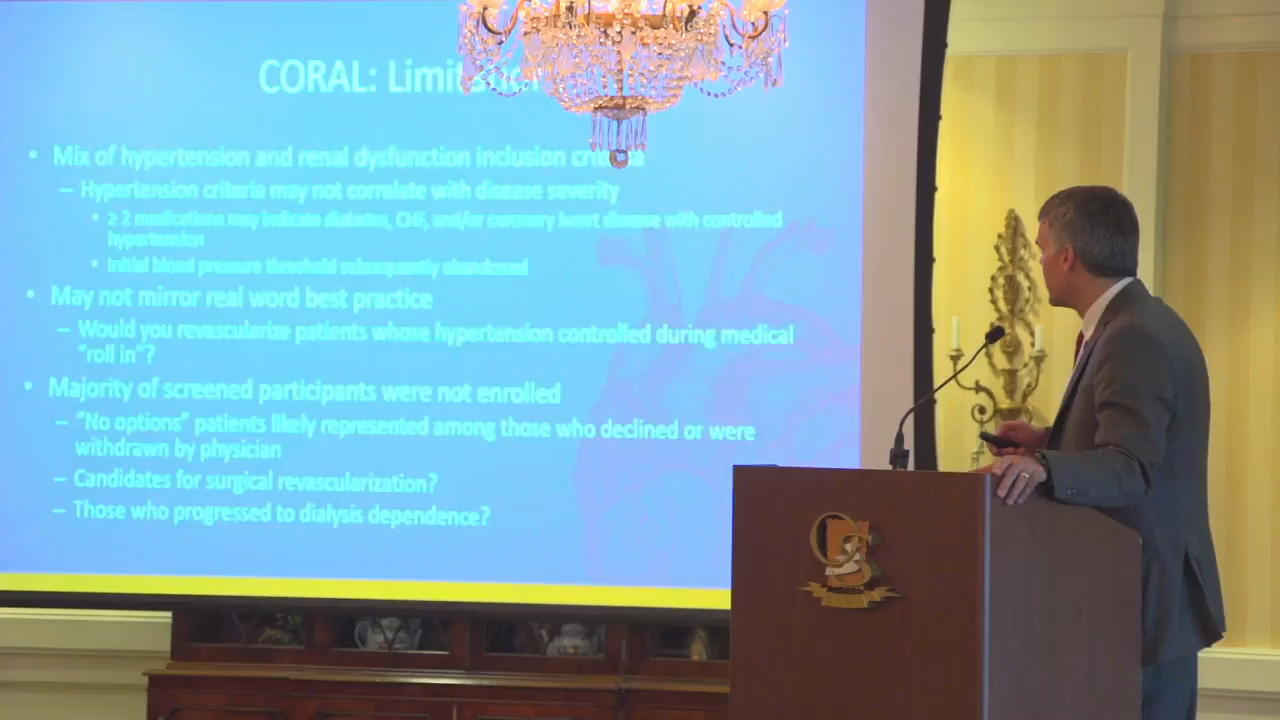 CORAL: Limitation
• Mix of hypertension and renal dysfunction inclusion criteria
– Hypertension criteria may not correlate with disease severity
• ≥ 2 medications may indicate diabetes, CHF, and/or coronary heart disease with controlled
hypertension
• Initial blood pressure threshold subsequently abandoned
• May not mirror real word best practice
– Would you revascularize patients whose hypertension controlled during medical
"roll in"?
• Majority of screened participants were not enrolled
– "No options" patients likely represented among those who declined or were
withdrawn by physician
– Candidates for surgical revascularization?
– Those who progressed to dialysis dependence?